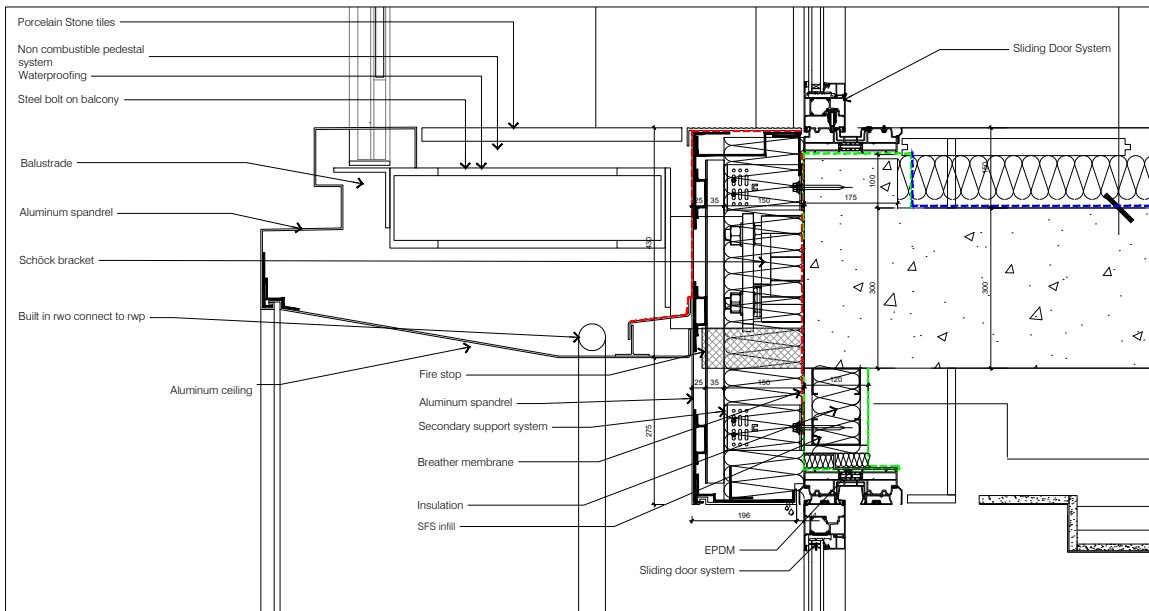 Porcelain Stone tiles
Non combustible pedestal
system
Waterproofing
Steel bolt on balcony
Balustrade
Aluminum spandrel
Schöck bracket
Built in rwo connect to rwp
Aluminum ceiling
Sliding Door System
430
25
35
150
175
100
150
300
300
Fire stop
25
35
150
120
Aluminum spandrel
Secondary support system
275
Breather membrane
Insulation
SFS infill
196
EPDM
Sliding door system